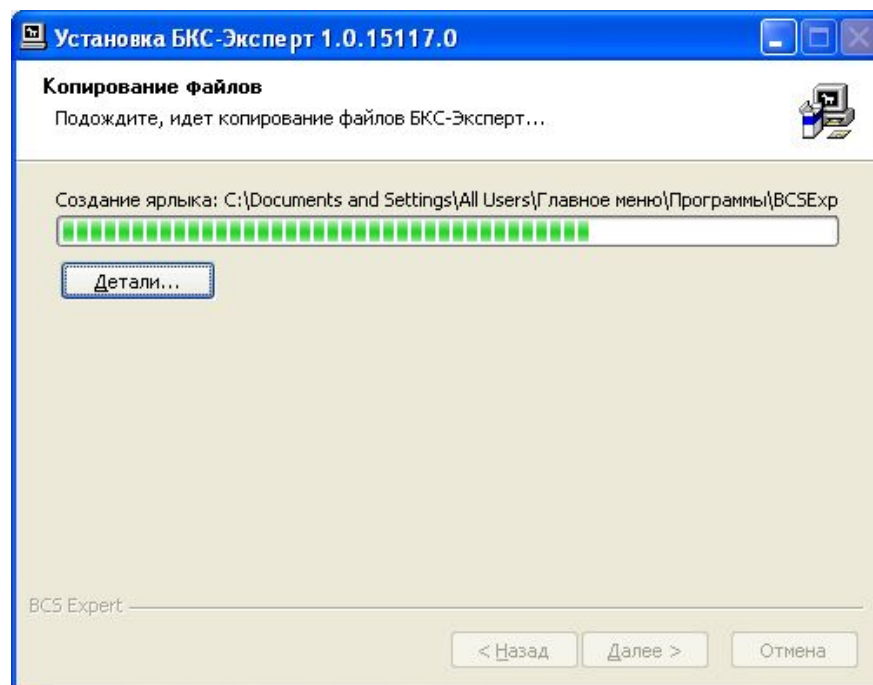 Установка БКС-Эксперт 1.0.15117.0
Копирование файлов
Подождите, идет копирование файлов БКС-Эксперт...
Создание ярлыка: C:\Documents and Settings\All Users\Главное меню\Программы\BCSExp
Детали...
BCS Expert
< Назад
Далее >
Отмена